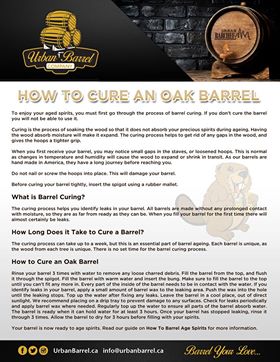 Urban Barrel
COMPANY
URBAN
BARREL
HOW TO CURE AN OAK BARREL
To enjoy your aged spirits, you must first go through the process of barrel curing. If you don't cure the barrel
you will not be able to use it.
Curing is the process of soaking the wood so that it does not absorb your precious spirits during ageing. Having
the wood absorb moisture will make it expand. The curing process helps to get rid of any gaps in the wood, and
gives the hoops a tighter grip.
When you first receive your barrel, you may notice small gaps in the staves, or loosened hoops. This is normal
as changes in temperature and humidity will cause the wood to expand or shrink in transit. As our barrels are
hand made in America, they have a long journey before reaching you.
Do not nail or screw the hoops into place. This will damage your barrel.
Before curing your barrel tightly, insert the spigot using a rubber mallet.
What is Barrel Curing?
The curing process helps you identify leaks in your barrel. All barrels are made without any prolonged contact
with moisture, so they are as far from ready as they can be. When you fill your barrel for the first time there will
almost certainly be leaks.
How Long Does it Take to Cure a Barrel?
The curing process can take up to a week, but this is an essential part of barrel ageing. Each barrel is unique, as
the wood from each tree is unique. There is no set time for the barrel curing process.
How to Cure an Oak Barrel
Rinse your barrel 3 times with water to remove any loose charred debris. Fill the barrel from the top, and flush
it through the spigot. Fill the barrel with warm water and insert the bung. Make sure to fill the barrel to the top
until you can't fit any more in. Every part of the inside of the barrel needs to be in contact with the water. If you
identify leaks in your barrel, apply a small amount of barrel wax to the leaking area. Push the wax into the hole
until the leaking stops. Top up the water after fixing any leaks. Leave the barrel in a cool place, out of direct
sunlight. We recommend placing on a drip tray to prevent damage to any surfaces. Check for leaks periodically
and apply barrel wax where needed. Regularly top up the water to ensure all parts of the barrel absorb water.
The barrel is ready when it can hold water for at least 3 hours. Once your barrel has stopped leaking, rinse it
through 3 times. Allow the barrel to dry for 3 hours before filling with your spirits.
Your barrel is now ready to age spirits. Read our guide on How To Barrel Age Spirits for more information.
UrbanBarrel.ca
info@urbanbarrel.ca
Barrel Your Love...